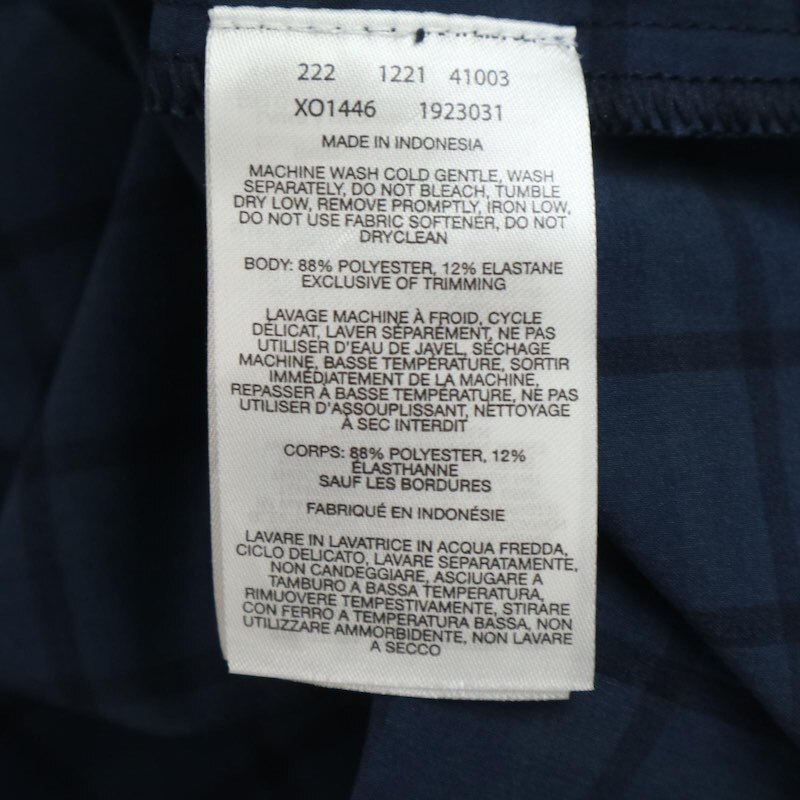 222 1221 41003
XO1446 1923031
MADE IN INDONESIA
MACHINE WASH COLD GENTLE, WASH
SEPARATELY, DO NOT BLEACH, TUMBLE
DRY LOW, REMOVE PROMPTLY, IRON LOW,
DO NOT USE FABRIC SOFTENER, DO NOT
DRYCLEAN
BODY: 88% POLYESTER, 12% ELASTANE
EXCLUSIVE OF TRIMMING
LAVAGE MACHINE À FROID, CYCLE
DÉLICAT, LAVER SÉPARÉMENT, NE PAS
UTILISER D'EAU DE JAVEL, SÉCHAGE
MACHINE, BASSE TEMPÉRATURE, SORTIR
IMMÉDIATEMENT DE LA MACHINE,
REPASSER À BASSE TEMPÉRATURE, NE PAS
UTILISER D'ASSOUPLISSANT, NETTOYAGE
À SEC INTERDIT
CORPS: 88% POLYESTER, 12%
ÉLASTHANNE
SAUF LES BORDURES
FABRIQUÉ EN INDONÉSIE
LAVARE IN LAVATRICE IN ACQUA FREDDA,
CICLO DELICATO, LAVARE SEPARATAMENTE,
NON CANDEGGIARE, ASCIUGARE A
TAMBURO A BASSA TEMPERATURA,
RIMUOVERE TEMPESTIVAMENTE, STIRARE
CON FERRO A TEMPERATURA BASSA, NON
UTILIZZARE AMMORBIDENTE, NON LAVARE
A SECCO